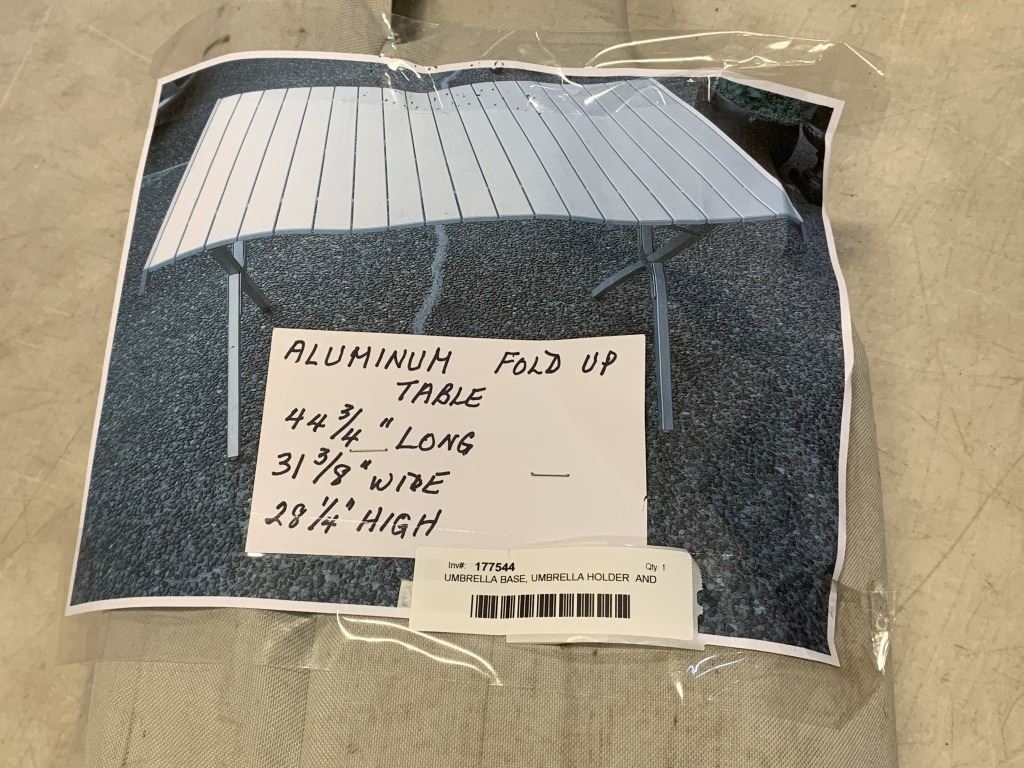 ALUMINUM FOLD UP
TABLE
44 3/4" LONG
31 3/8" WIDE
28 1/4" HIGH
Inv#: 177544 Qty: 1
UMBRELLA BASE, UMBRELLA HOLDER AND